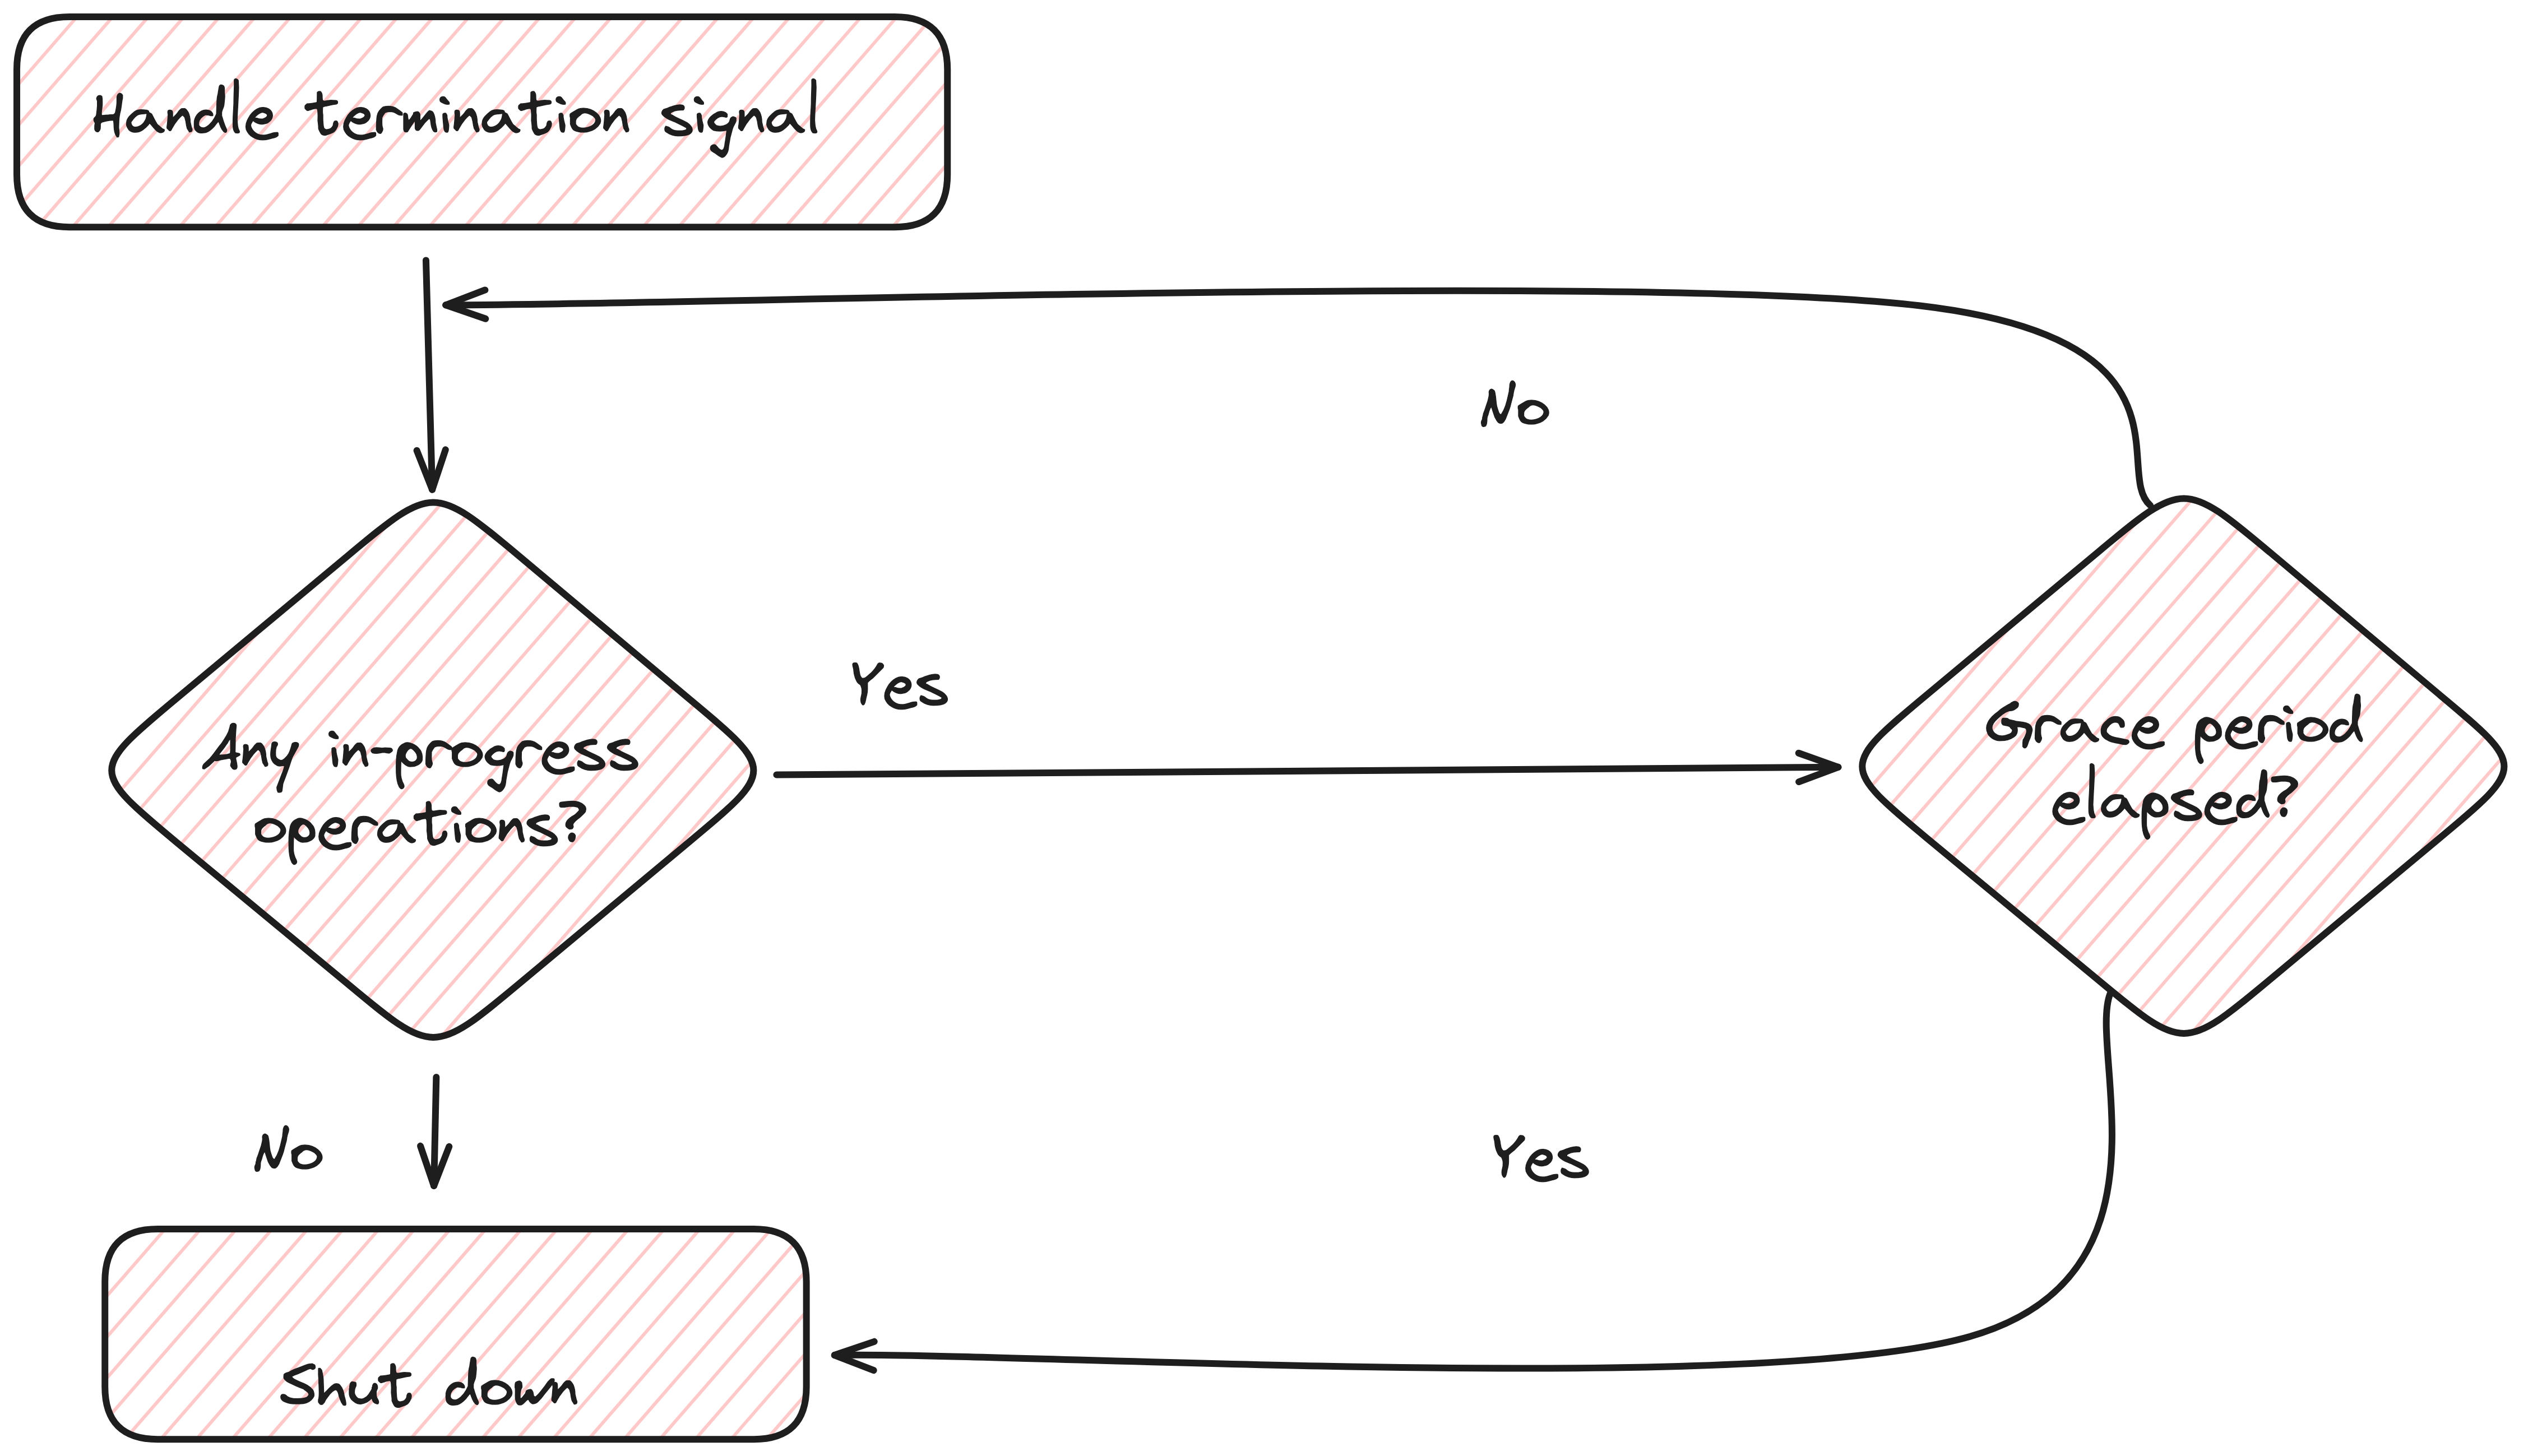 Handle termination signal
No
Yes
Any in-progress
operations?
Grace period
elapsed?
No
Yes
Shut down